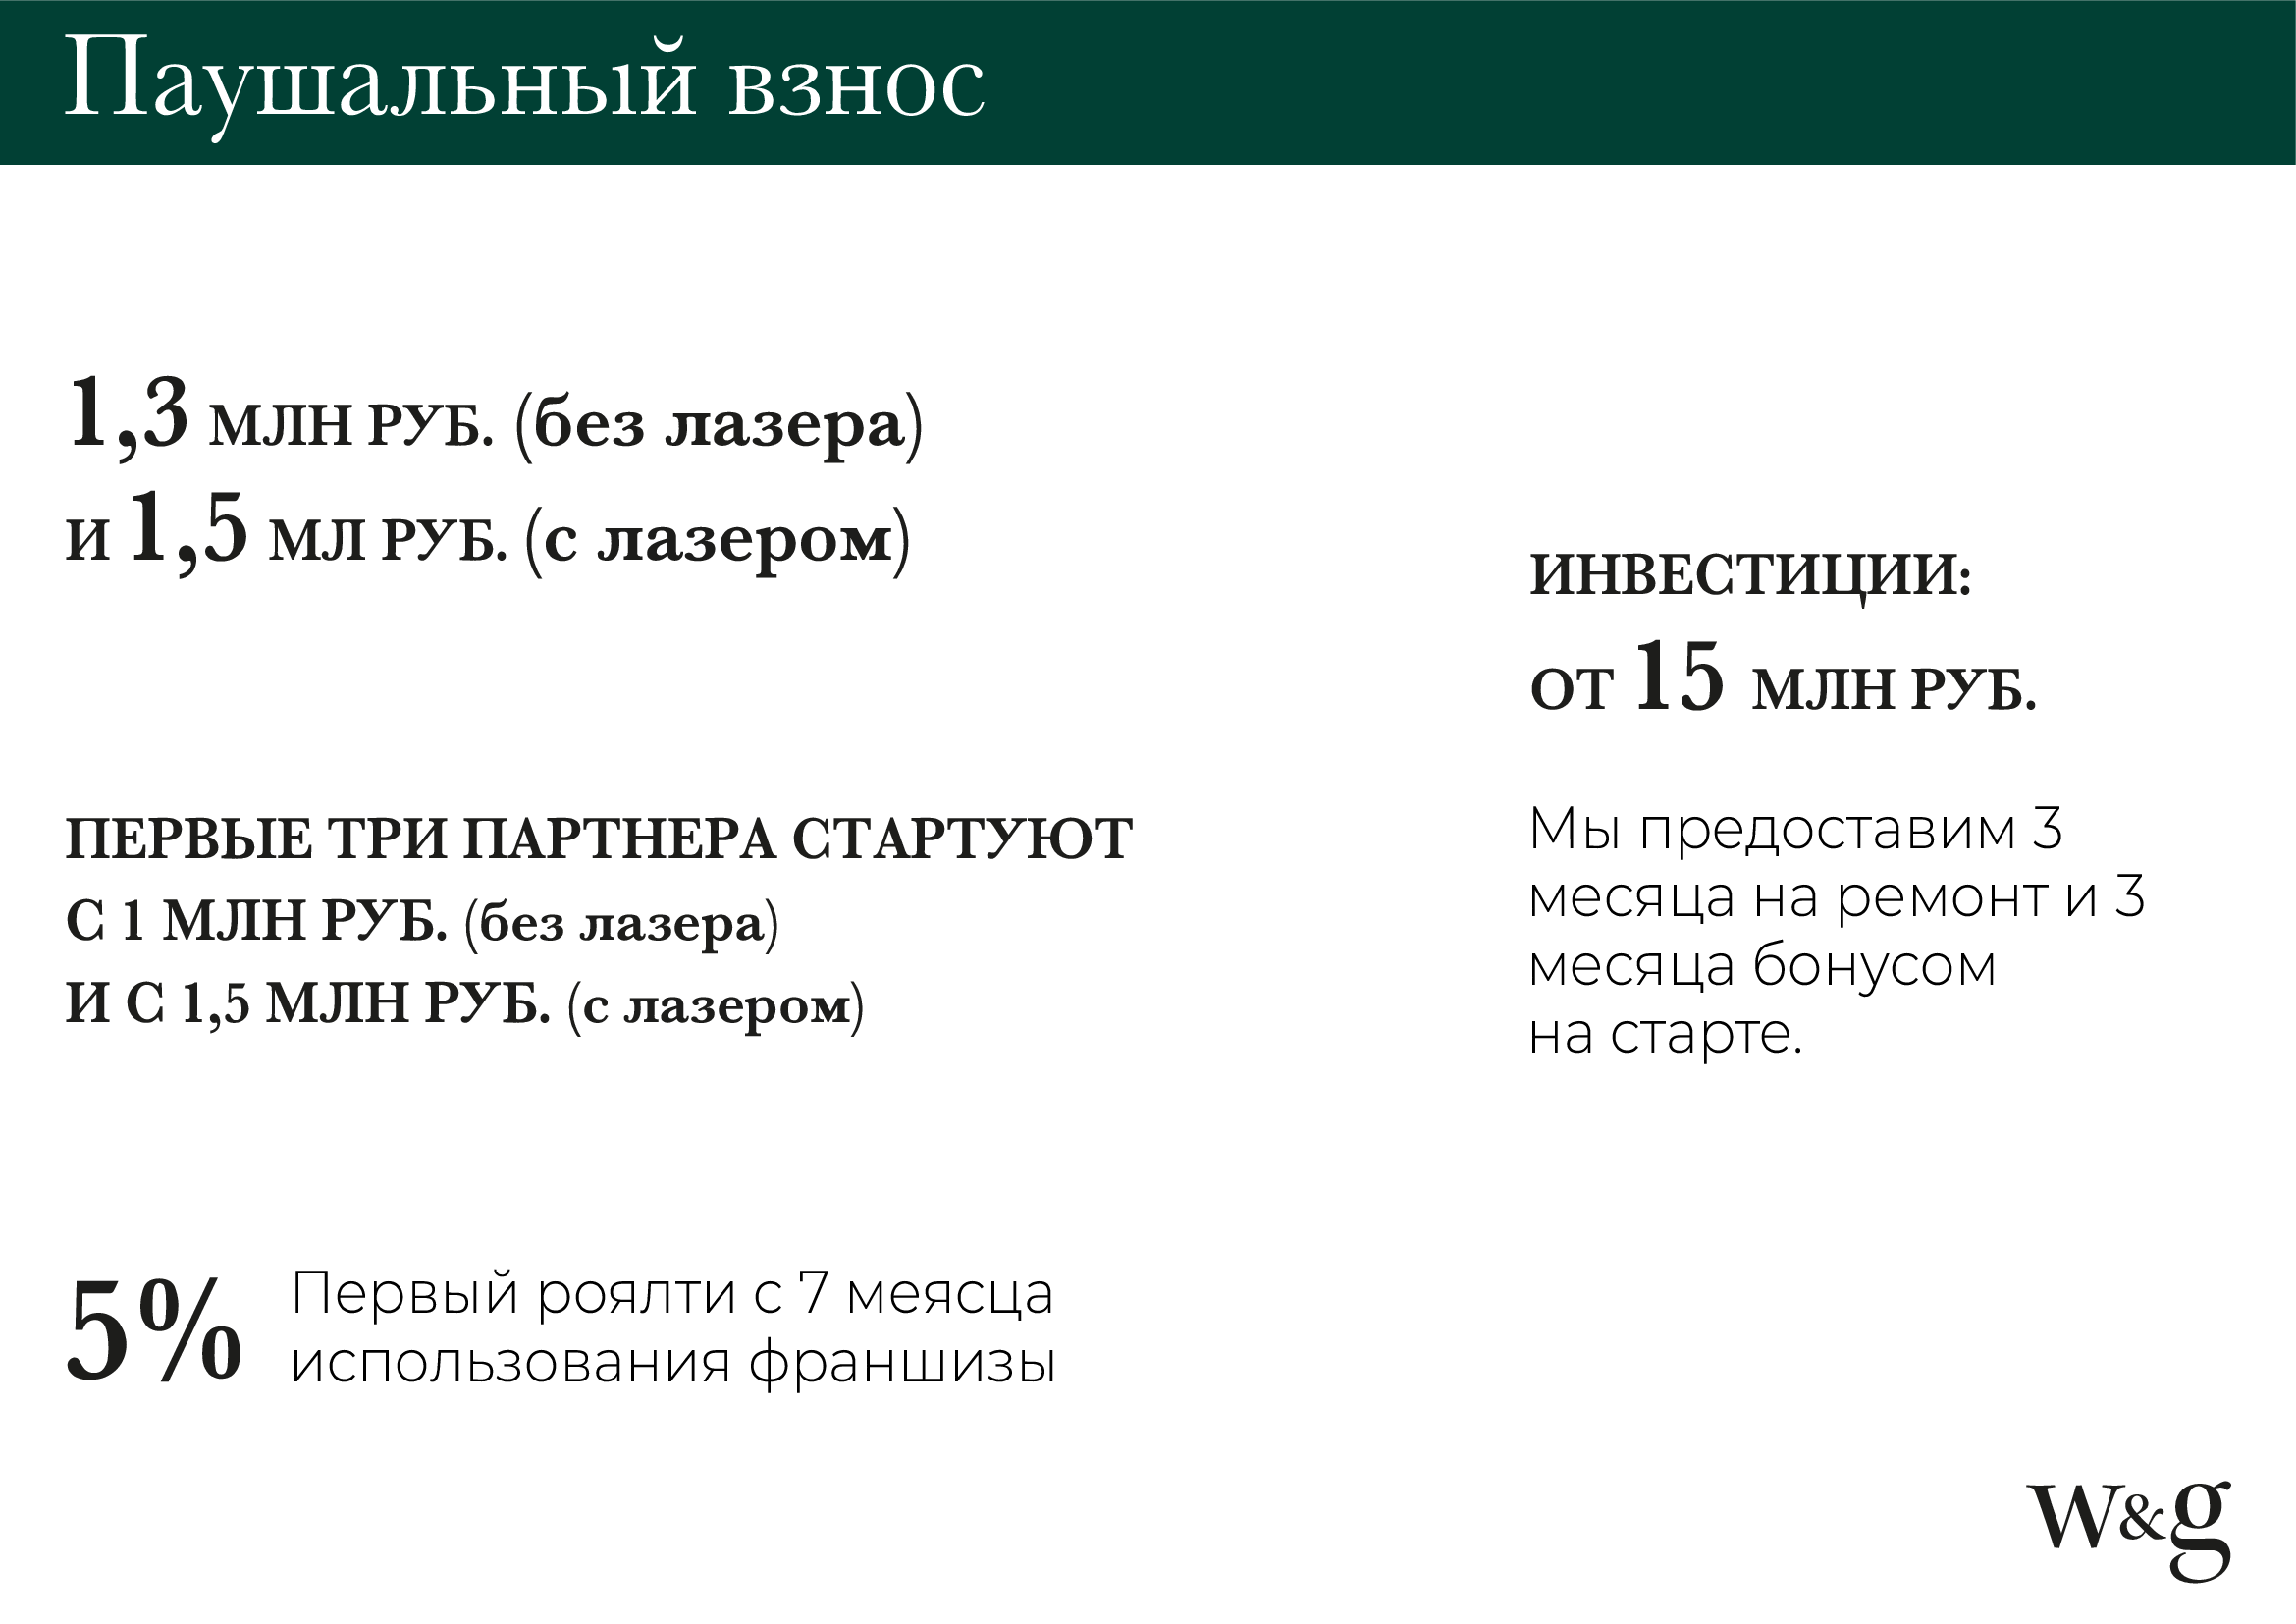 Паушальный взнос
1,3 МЛН РУБ. (без лазера)
И 1,5 МЛ РУБ. (с лазером)
ПЕРВЫЕ ТРИ ПАРТНЕРА СТАРТУЮТ
С 1 МЛН РУБ. (без лазера)
И С 1,5 МЛН РУБ. (с лазером)
5% Первый роялти с 7 меясца
использования франшизы
ИНВЕСТИЦИИ:
ОТ 15 МЛН РУБ.
Мы предоставим 3
месяца на ремонт и 3
месяца бонусом
на старте.
w&g